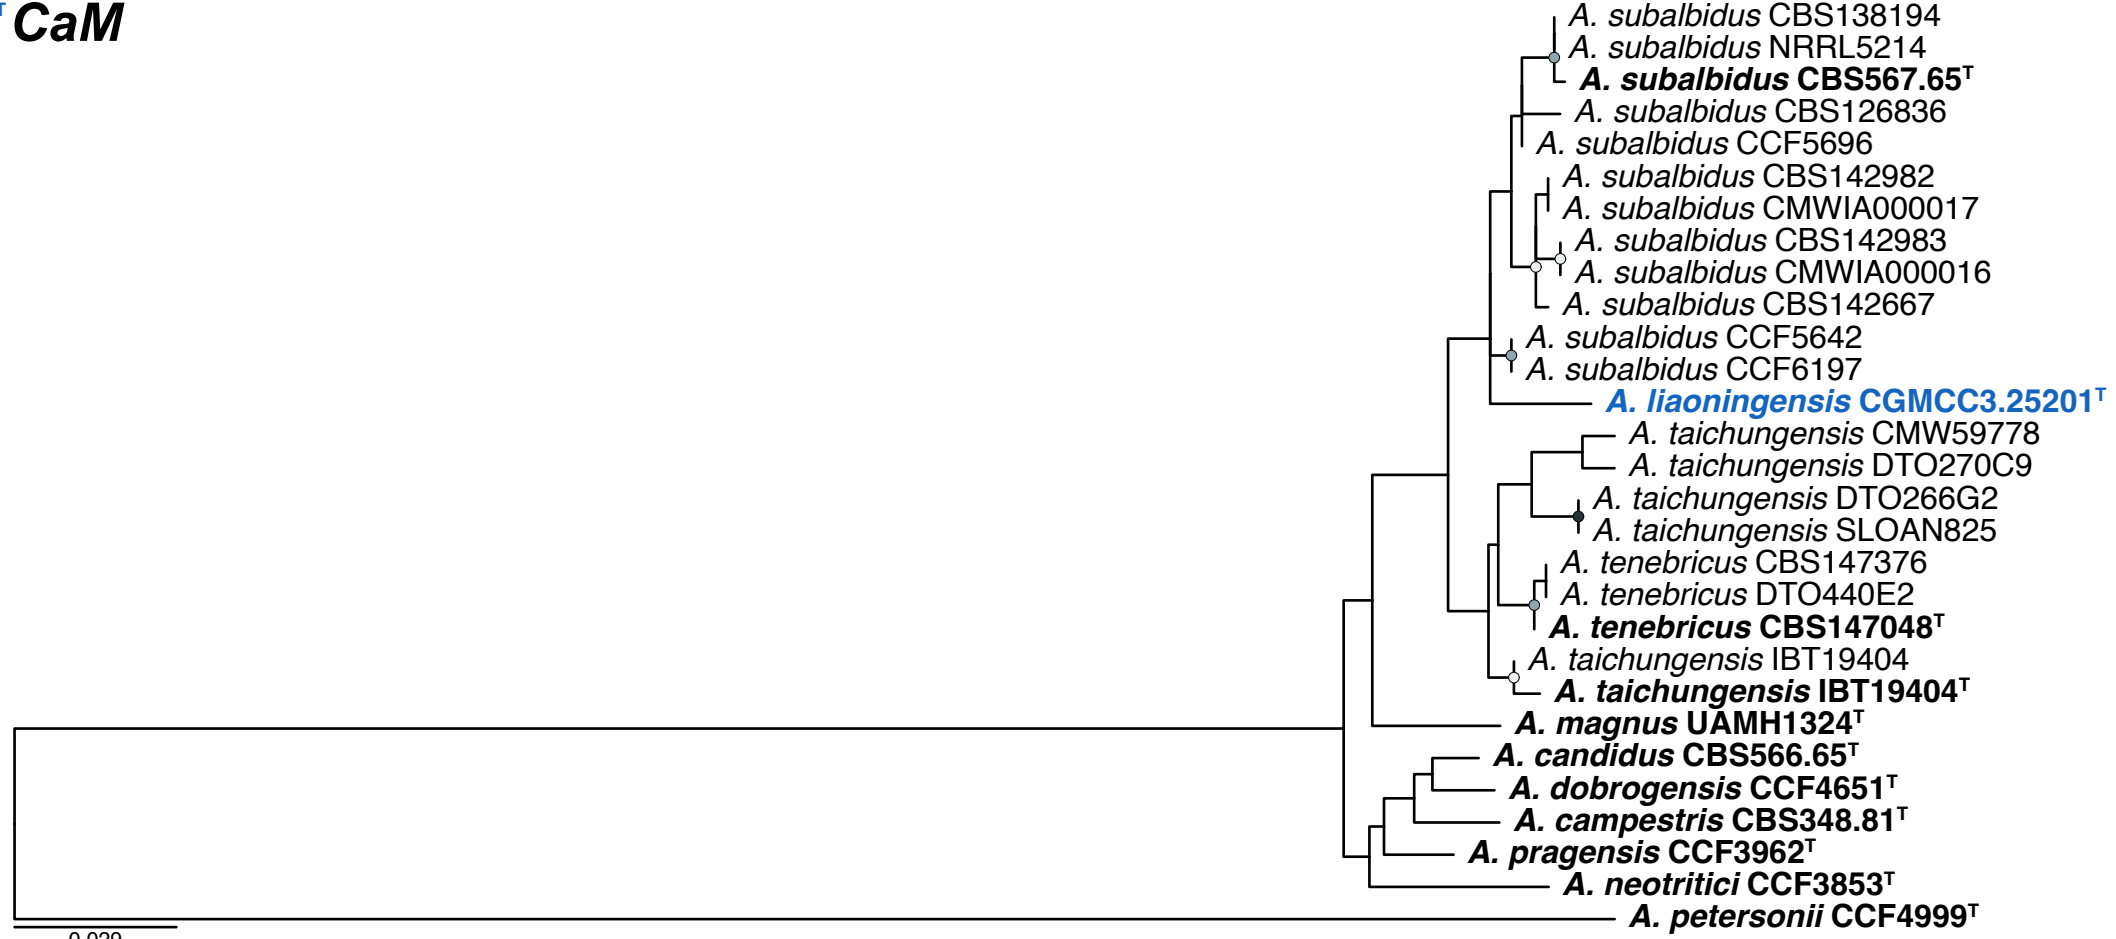 T CaM
A. subalbidus CBS138194
A. subalbidus NRRL5214
A. subalbidus CBS567.65T
A. subalbidus CBS126836
A. subalbidus CCF5696
A. subalbidus CBS142982
A. subalbidus CMWIA000017
A. subalbidus CBS142983
A. subalbidus CMWIA000016
A. subalbidus CBS142667
A. subalbidus CCF5642
A. subalbidus CCF6197
A. liaoningensis CGMCC3.25201T
A. taichungensis CMW59778
A. taichungensis DTO270C9
A. taichungensis DTO266G2
A. taichungensis SLOAN825
A. tenebricus CBS147376
A. tenebricus DTO440E2
A. tenebricus CBS147048T
A. taichungensis IBT19404
A. taichungensis IBT19404T
A. magnus UAMH1324T
A. candidus CBS566.65T
A. dobrogensis CCF4651T
A. campestris CBS348.81T
A. pragensis CCF3962T
A. neotritici CCF3853T
A. petersonii CCF4999T